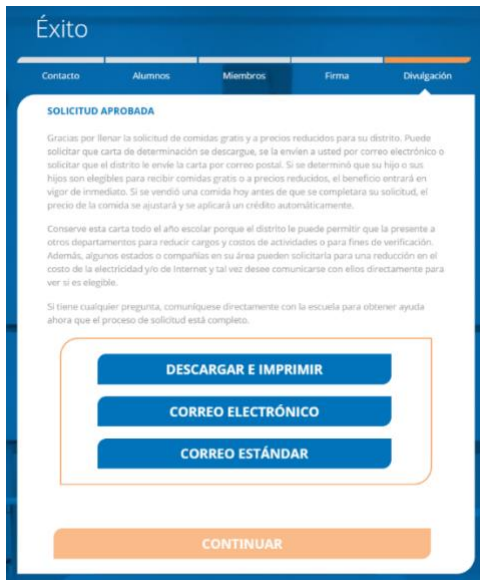 Éxito
Contacto Alumnos Miembros Firma Divulgación
SOLICITUD APROBADA
Gracias por llenar la solicitud de comidas gratis y a precios reducidos para su distrito. Puede
solicitar que carta de determinación se descargue, se la envíen a usted por correo electrónico o
solicitar que el distrito le envíe la carta por correo postal. Si se determinó que su hijo o sus
hijos son elegibles para recibir comidas gratis o a precios reducidos, el beneficio entrará en
vigor de inmediato. Si se vendió una comida hoy antes de que se completara su solicitud, el
precio de la comida se ajustará y se aplicará un crédito automáticamente.
Conserve esta carta todo el año escolar porque el distrito le puede permitir que la presente a
otros departamentos para reducir cargos y costos de actividades o para fines de verificación.
Además, algunos estados o compañías en su área pueden solicitarla para una reducción en el
costo de la electricidad y/o de Internet y tal vez desee comunicarse con ellos directamente para
ver si es elegible.
Si tiene cualquier pregunta, comuníquese directamente con la escuela para obtener ayuda
ahora que el proceso de solicitud está completo.
DESCARGAR E IMPRIMIR
CORREO ELECTRÓNICO
CORREO ESTÁNDAR
CONTINUAR